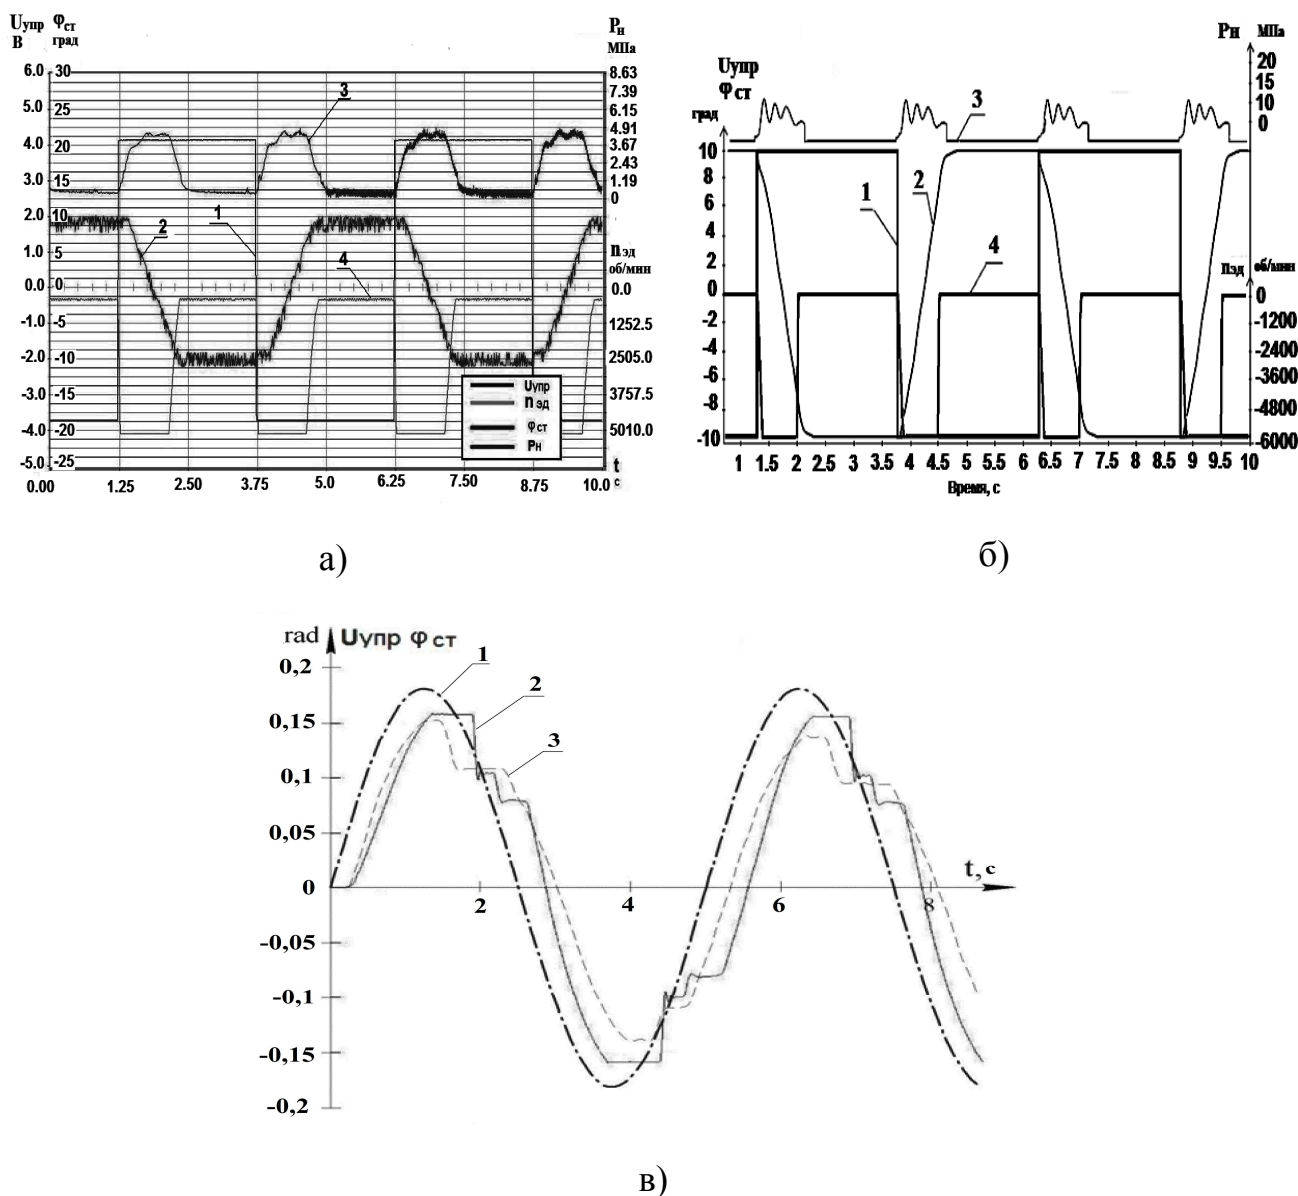 Uупр φст
В град
Pн
МПа
6.0 30 8.63
7.39
5.0 25 6.15
4.0 20 4.91
3.67
2.43
3.0 15 1.19
0
2.0 10
1.0 5 nэд
об/мин
0.0 0 0.0
-1.0 -5 1252.5
-2.0 -10 2505.0
-3.0 -15 3757.5
-4.0 -20 5010.0
-5.0 -25
3
1
2
4
Uупр
nэд
φст
Pн
t
с
0.00 1.25 2.50 3.75 5.0 6.25 7.50 8.75 10.0
а)
Pн МПа
20
15
10
0
Uупр
φст
град
10
8
6
4
2
0
-2
-4
-6
-8
-10
3
1
2
4
nэд об/мин
0
-1200
-2400
-3600
-4800
-6000
1 1.5 2 2.5 3 3.5 4 4.5 5 5.5 6 6.5 7 7.5 8 8.5 9 9.5 10
Время, с
б)
rad Uупр φст
0,2
0,15
0,1
0,05
0
-0,05
-0,1
-0,15
-0,2
1
2
3
t, с
2 4 6 8
в)